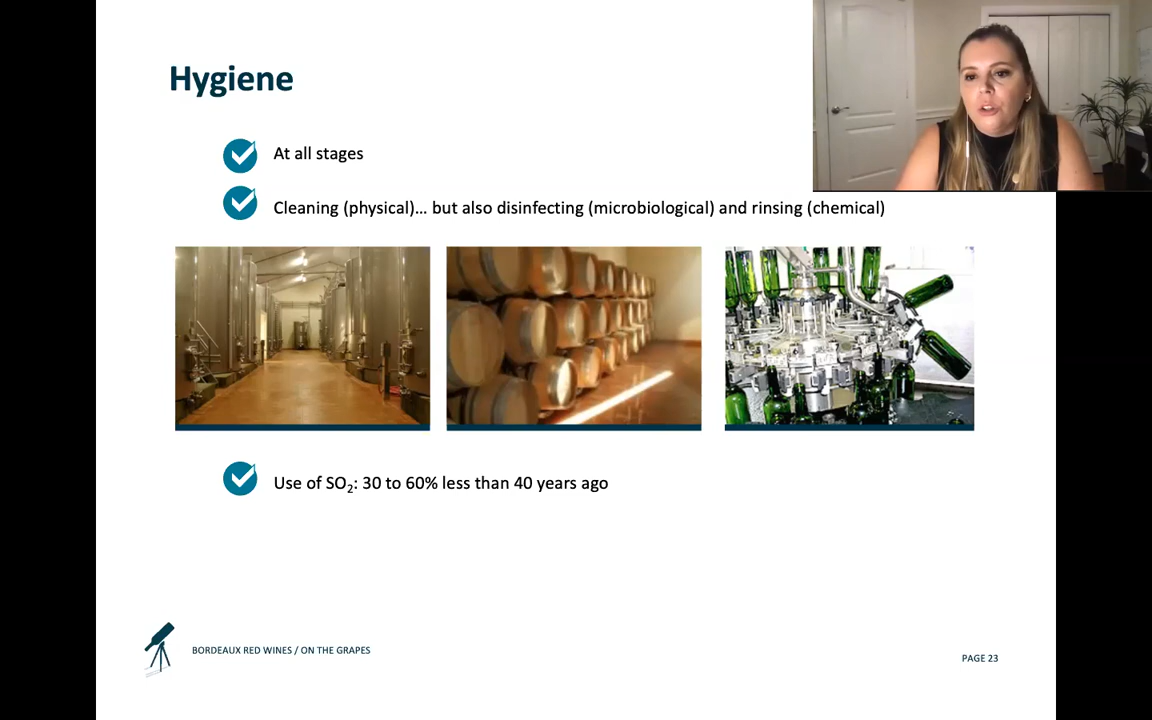 Hygiene
At all stages
Cleaning (physical)... but also disinfecting (microbiological) and rinsing (chemical)
Use of SO₂: 30 to 60% less than 40 years ago
BORDEAUX RED WINES / ON THE GRAPES
PAGE 23